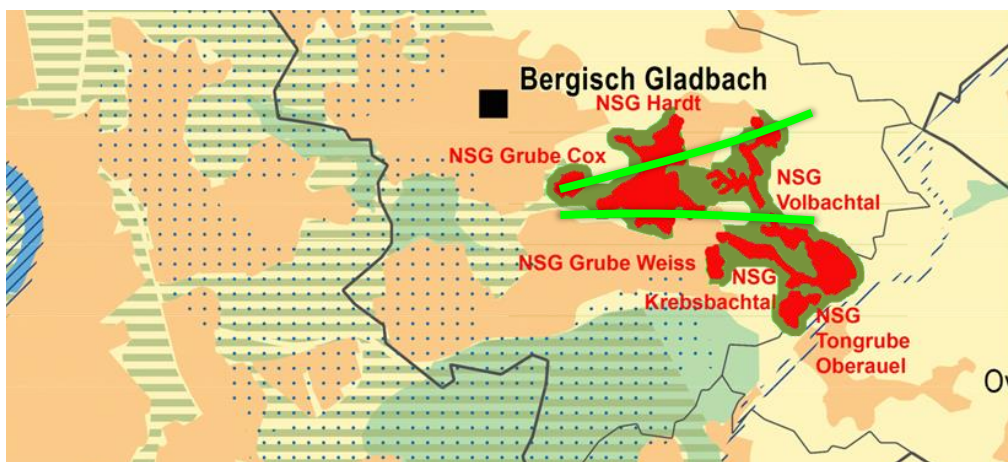 Bergisch Gladbach
NSG Hardt
NSG Grube Cox
NSG
Volbachtal
NSG Grube Weiss
NSG
Krebsbachtal
NSG
Tongrube
Oberauel